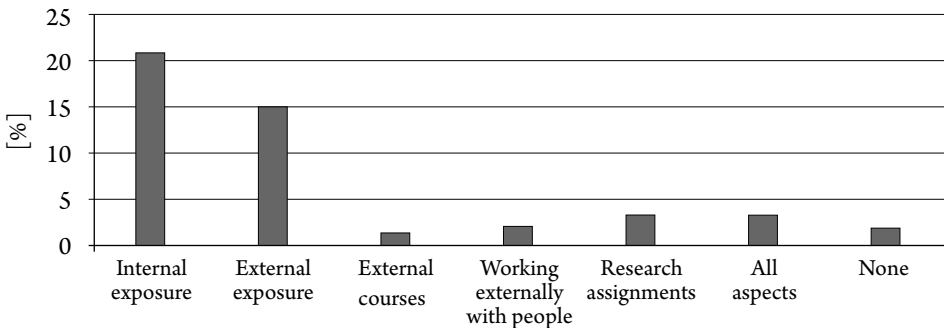 25
20
15
10
5
0
[%]
Internal
exposure
External
exposure
External
courses
Working
externally
with people
Research
assignments
All
aspects
None